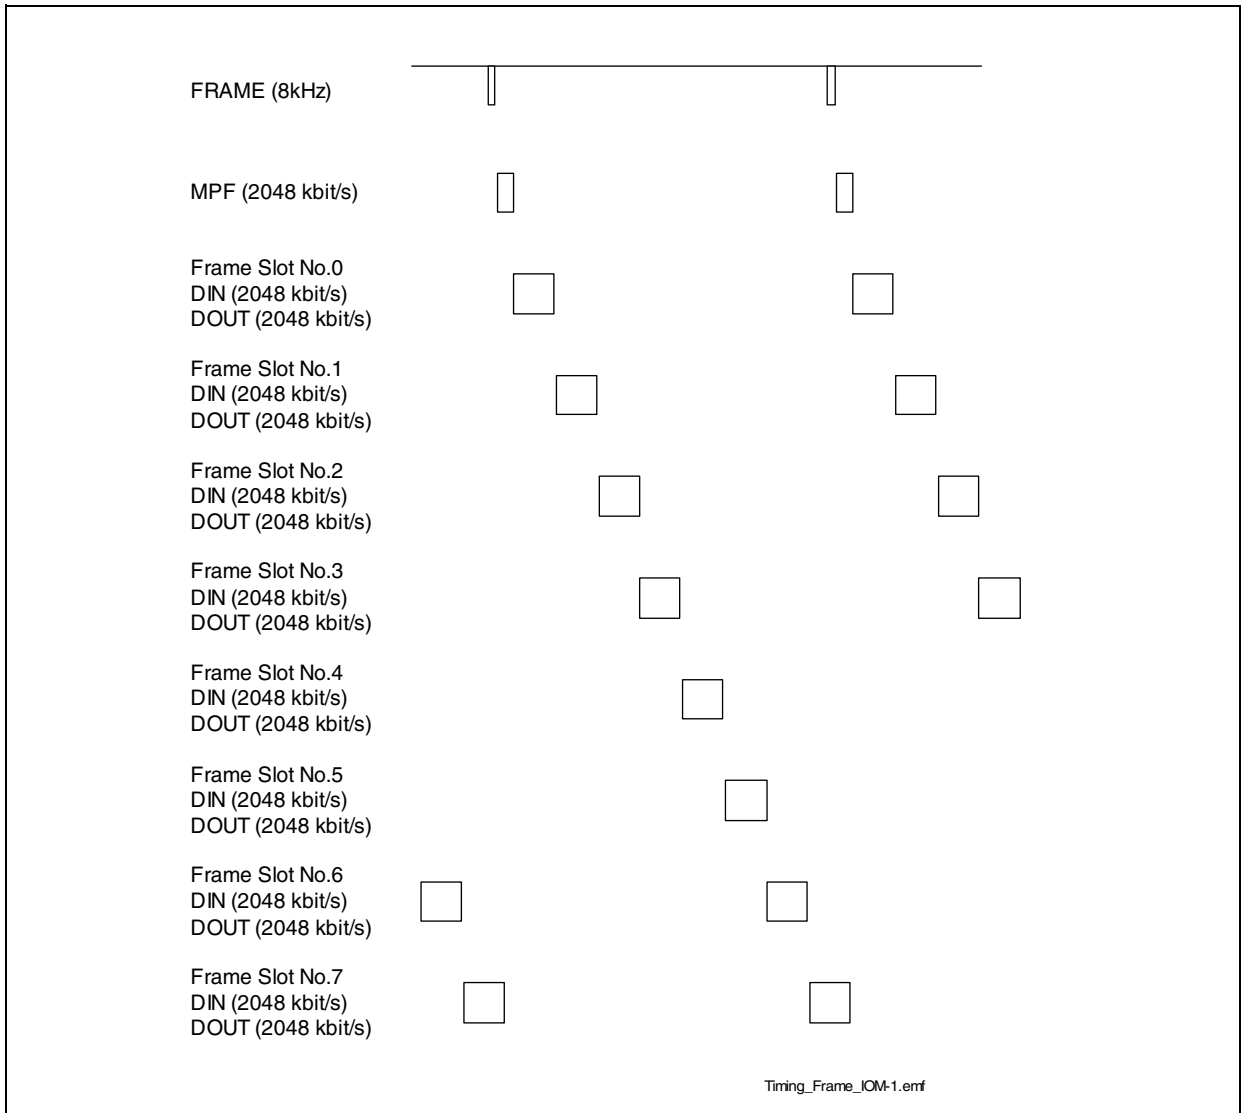 FRAME (8kHz)
MPF (2048 kbit/s)
Frame Slot No.0
DIN (2048 kbit/s)
DOUT (2048 kbit/s)
Frame Slot No.1
DIN (2048 kbit/s)
DOUT (2048 kbit/s)
Frame Slot No.2
DIN (2048 kbit/s)
DOUT (2048 kbit/s)
Frame Slot No.3
DIN (2048 kbit/s)
DOUT (2048 kbit/s)
Frame Slot No.4
DIN (2048 kbit/s)
DOUT (2048 kbit/s)
Frame Slot No.5
DIN (2048 kbit/s)
DOUT (2048 kbit/s)
Frame Slot No.6
DIN (2048 kbit/s)
DOUT (2048 kbit/s)
Frame Slot No.7
DIN (2048 kbit/s)
DOUT (2048 kbit/s)
Timing_Frame_IOM-1.emf